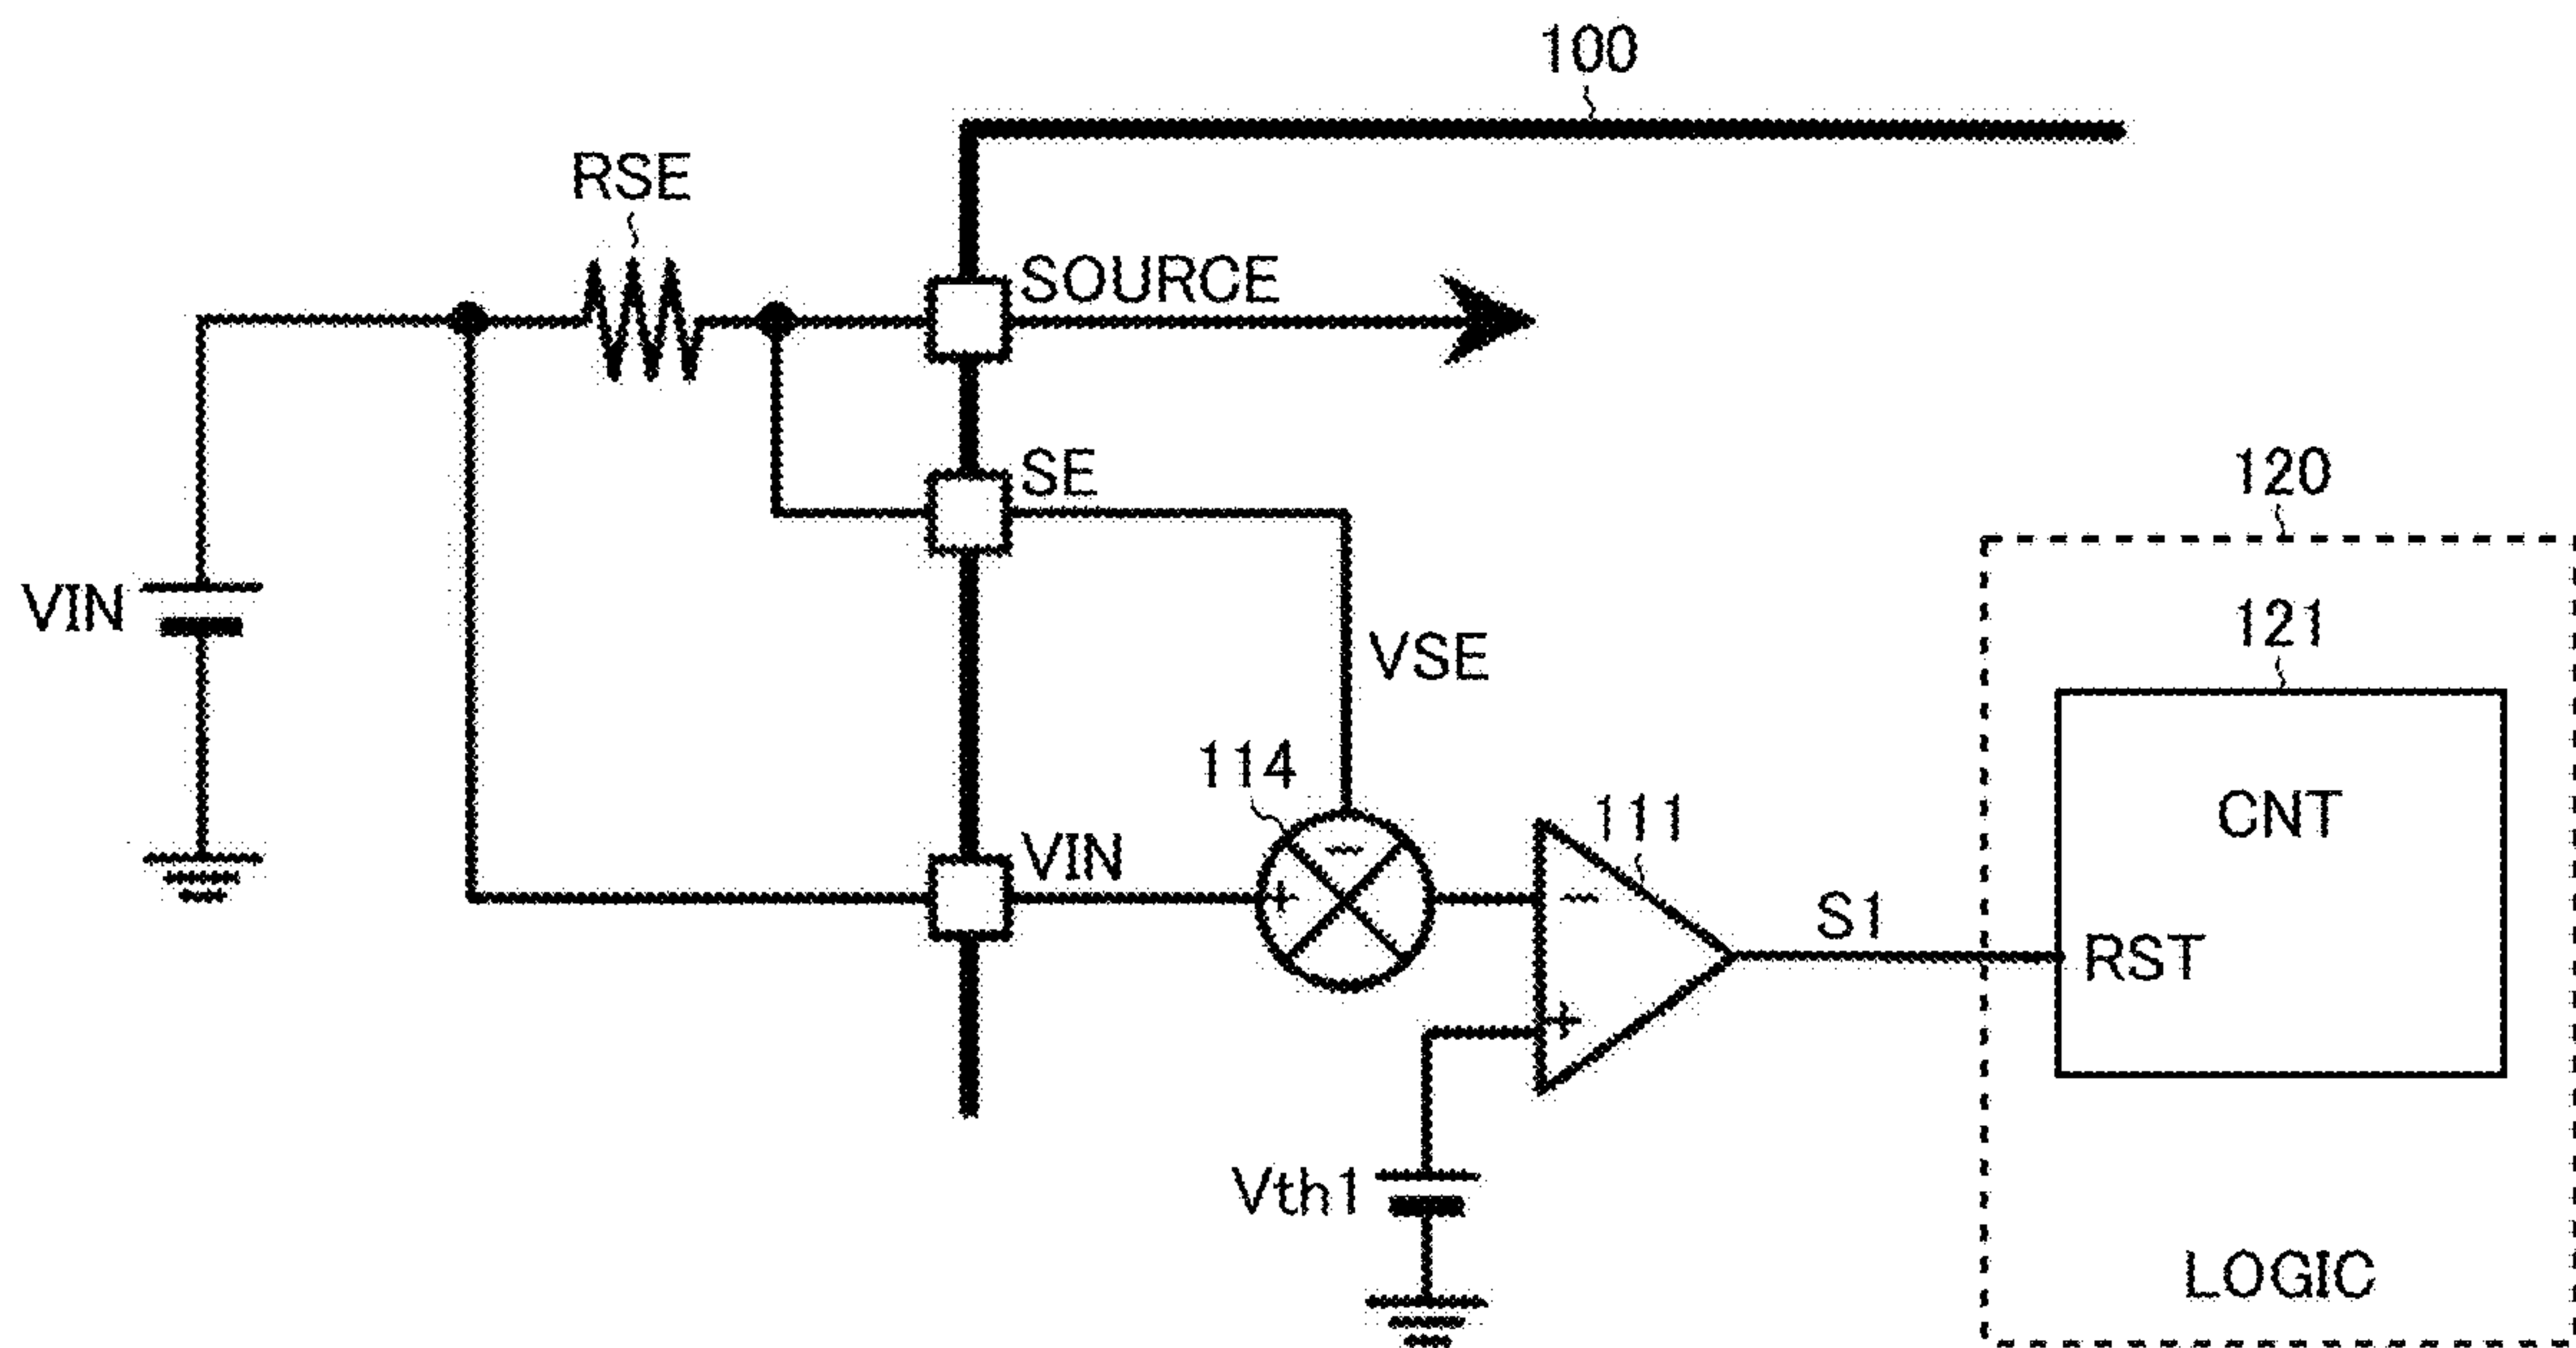 100
RSE
SOURCE
SE
120
VIN
121
VSE
114
111
CNT
VIN
S1
RST
Vth1
LOGIC